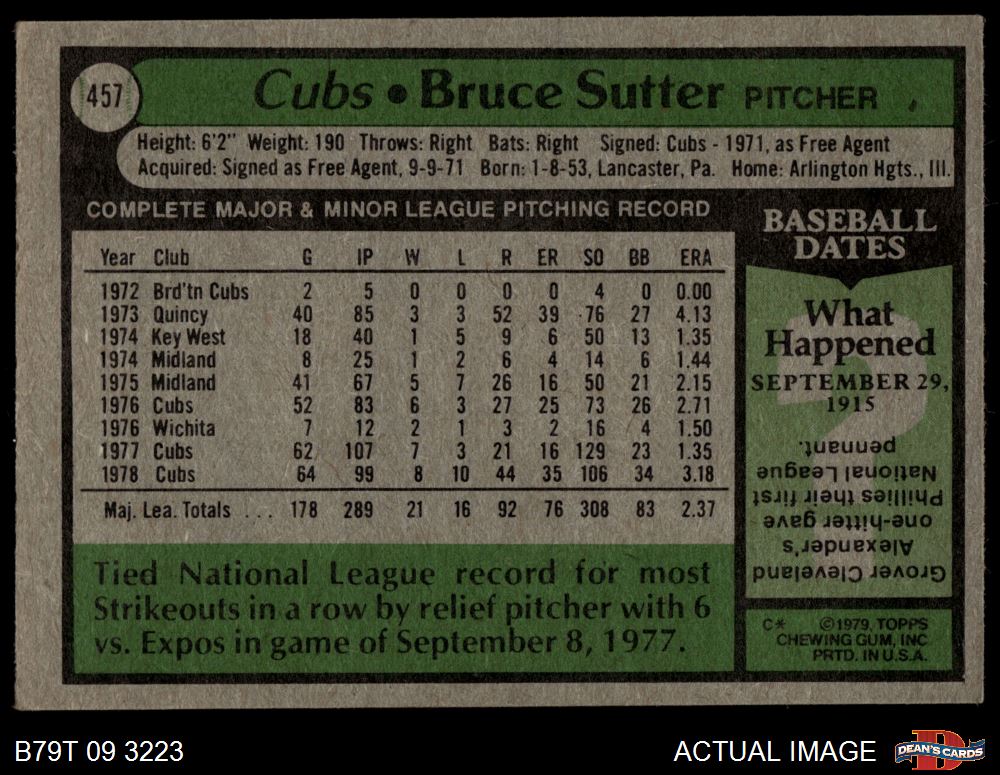 457
Cubs • Bruce Sutter PITCHER
Height: 6'2" Weight: 190 Throws: Right Bats: Right Signed: Cubs - 1971, as Free Agent
Acquired: Signed as Free Agent, 9-9-71 Born: 1-8-53, Lancaster, Pa. Home: Arlington Hgts., Ill.
COMPLETE MAJOR & MINOR LEAGUE PITCHING RECORD
Year Club G IP W L R ER SO BB ERA
1972 Brd'tn Cubs 2 5 0 0 0 0 4 0 0.00
1973 Quincy 40 85 3 3 52 39 76 27 4.13
1974 Key West 18 40 1 5 9 6 50 13 1.35
1974 Midland 8 25 1 2 6 4 14 6 1.44
1975 Midland 41 67 5 7 26 16 50 21 2.15
1976 Cubs 52 83 6 3 27 25 73 26 2.71
1976 Wichita 7 12 2 1 3 2 16 4 1.50
1977 Cubs 62 107 7 3 21 16 129 23 1.35
1978 Cubs 64 99 8 10 44 35 106 34 3.18
Maj. Lea. Totals ... 178 289 21 16 92 76 308 83 2.37
Tied National League record for most
Strikeouts in a row by relief pitcher with 6
vs. Expos in game of September 8, 1977.
BASEBALL
DATES
What
Happened
SEPTEMBER 29,
1915
Grover Cleveland
Alexander's
one-hitter gave
Phillies their first
National League
pennant.
C* ©1979, TOPPS
CHEWING GUM, INC.
PRTD. IN U.S.A.
B79T 09 3223
ACTUAL IMAGE
DEAN'S CARDS